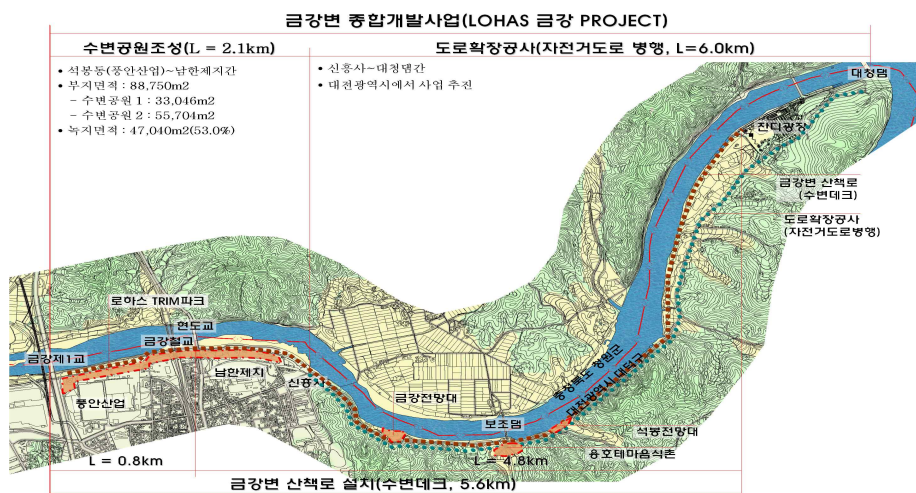 금강변 종합개발사업(LOHAS 금강 PROJECT)
수변공원조성(L = 2.1km)
도로확장공사(자전거도로 병행, L=6.0km)
• 석봉동(풍안산업)~남한제지간
• 부지면적 : 88,750m2
– 수변공원 1 : 33,046m2
– 수변공원 2 : 55,704m2
• 녹지면적 : 47,040m2(53.0%)
• 신흥사~대청댐간
• 대전광역시에서 사업 추진
대청댐
잔디광장
금강변 산책로
(수변데크)
도로확장공사
(자전거도로병행)
로하스 TRIM파크
현도교
금강철교
금강제1교
남한제지
신흥사
풍안산업
금강전망대
보조댐
충청북도 청원군
대전광역시 대덕구
석봉전망대
용호테마음식촌
L = 0.8km
L = 4.8km
금강변 산책로 설치(수변데크, 5.6km)